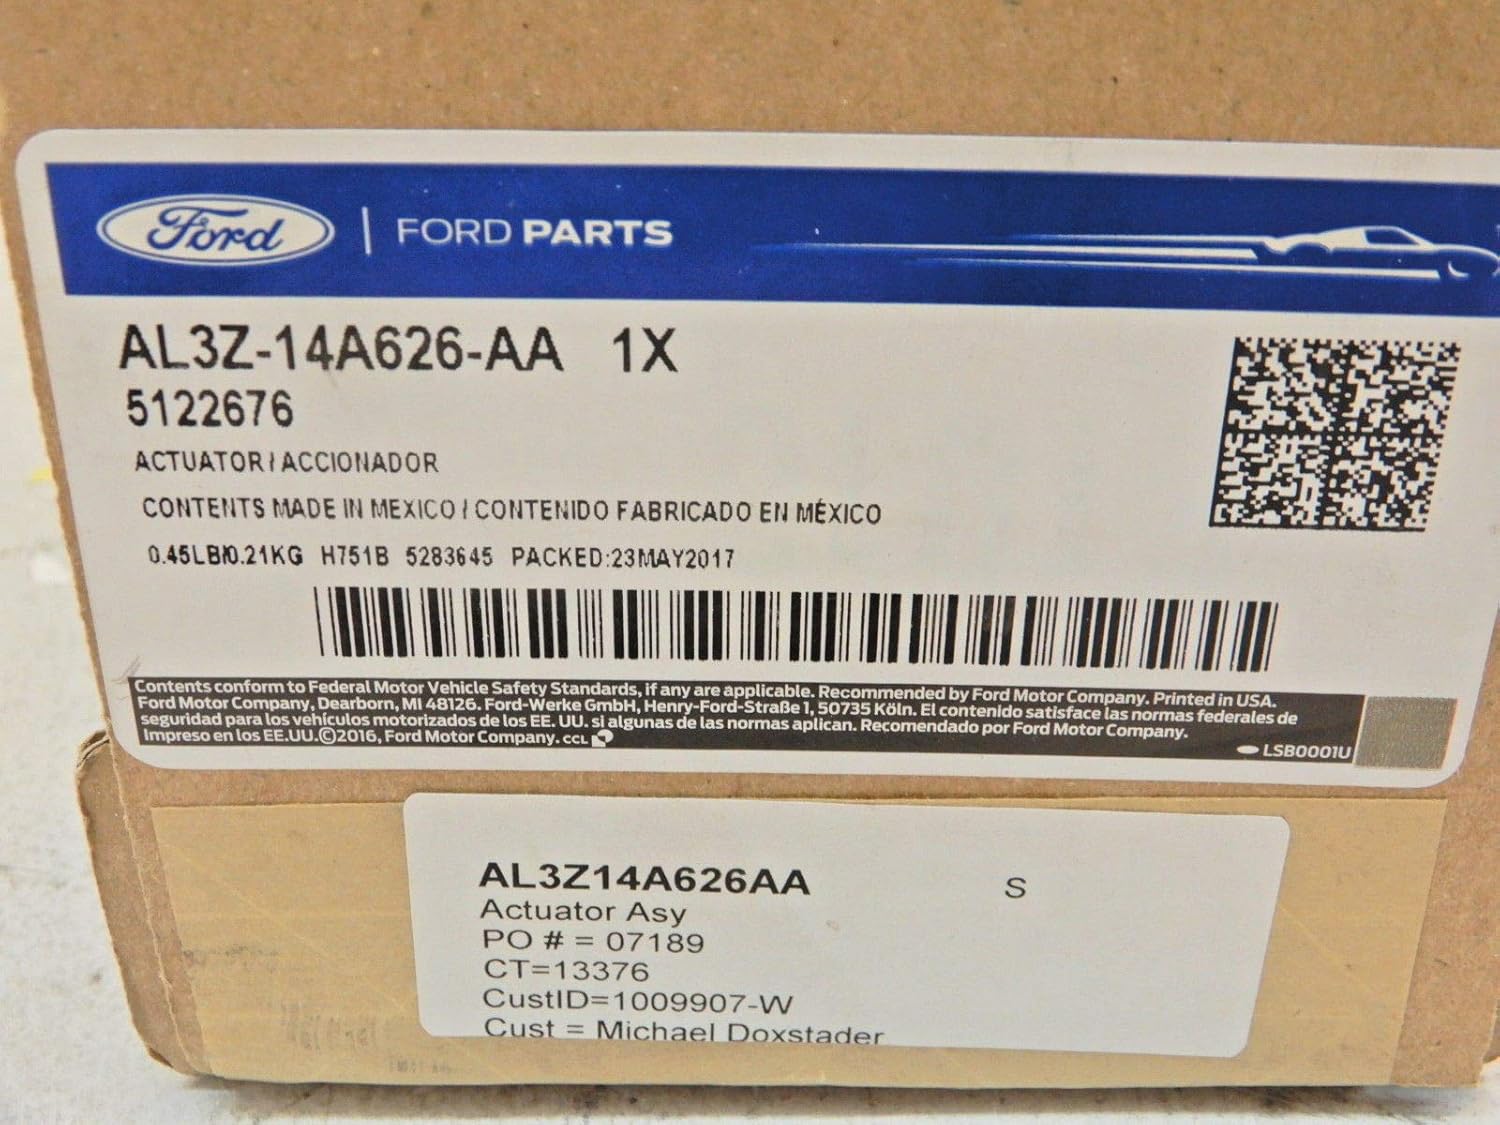 Ford | FORD PARTS
AL3Z-14A626-AA 1X
5122676
ACTUATOR/ACCIONADOR
CONTENTS MADE IN MEXICO / CONTENIDO FABRICADO EN MÉXICO
0.45LB/0.21KG H751B 5283645 PACKED:23MAY2017
Contents conform to Federal Motor Vehicle Safety Standards, if any are applicable. Recommended by Ford Motor Company. Printed in USA.
Ford Motor Company, Dearborn, MI 48126. Ford-Werke GmbH, Henry-Ford-Straße 1, 50735 Köln. El contenido satisface las normas federales de
seguridad para los vehículos motorizados de los EE. UU. si algunas de las normas aplican. Recomendado por Ford Motor Company.
Impreso en los EE.UU.©2016, Ford Motor Company. CCL
LSB0001U
AL3Z14A626AA S
Actuator Asy
PO # = 07189
CT=13376
CustID=1009907-W
Cust = Michael Doxstader